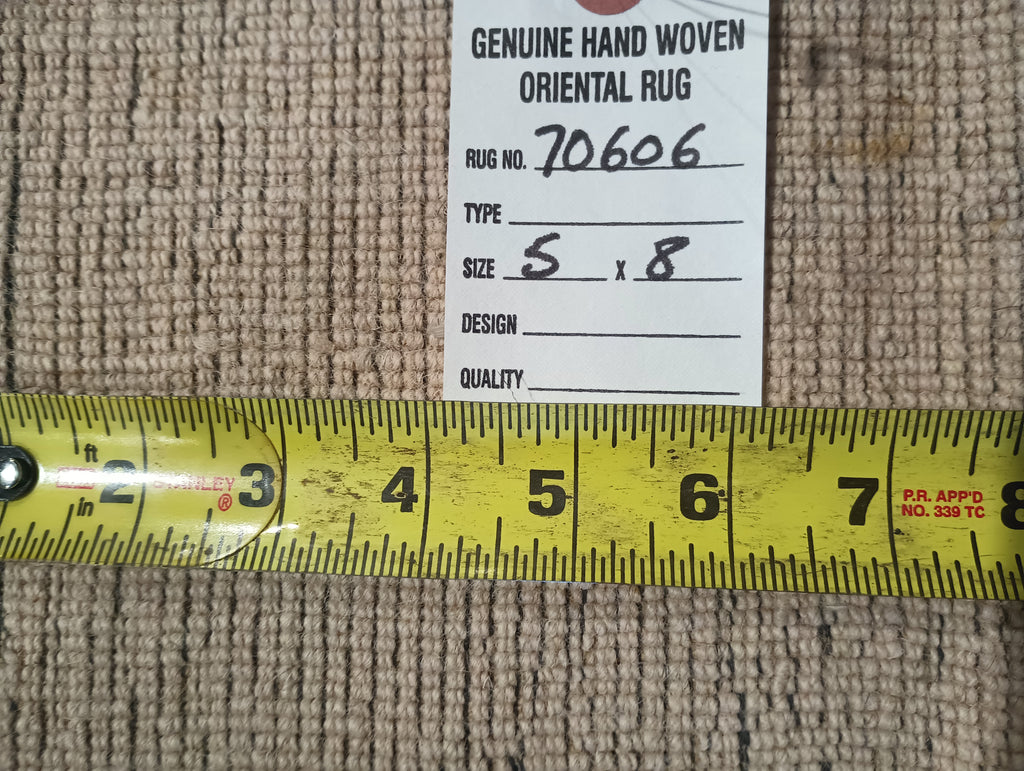 GENUINE HAND WOVEN
ORIENTAL RUG
RUG NO. 70606
TYPE
SIZE 5 x 8
DESIGN
QUALITY
ft
in
STANLEY
®
2 3 4 5 6 7 8
P.R. APP'D
NO. 339 TC